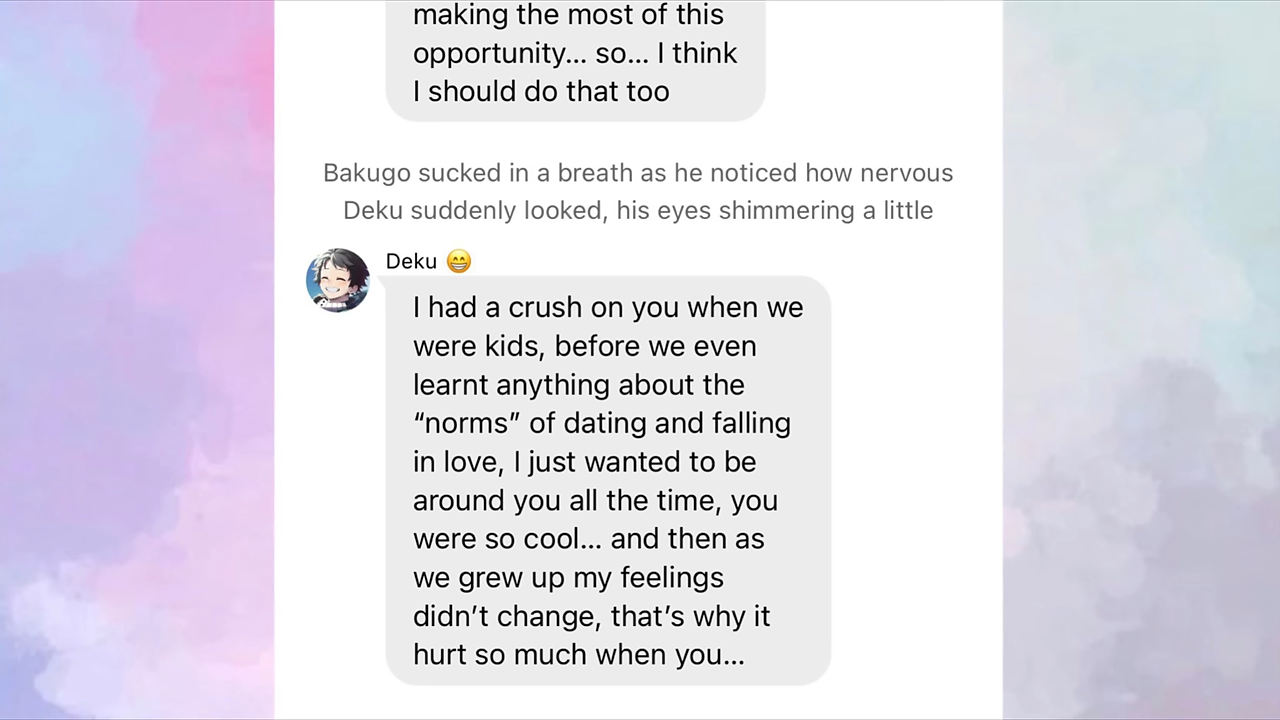 making the most of this
opportunity... so... I think
I should do that too
Bakugo sucked in a breath as he noticed how nervous
Deku suddenly looked, his eyes shimmering a little
Deku 😁
I had a crush on you when we
were kids, before we even
learnt anything about the
“norms” of dating and falling
in love, I just wanted to be
around you all the time, you
were so cool... and then as
we grew up my feelings
didn’t change, that’s why it
hurt so much when you...